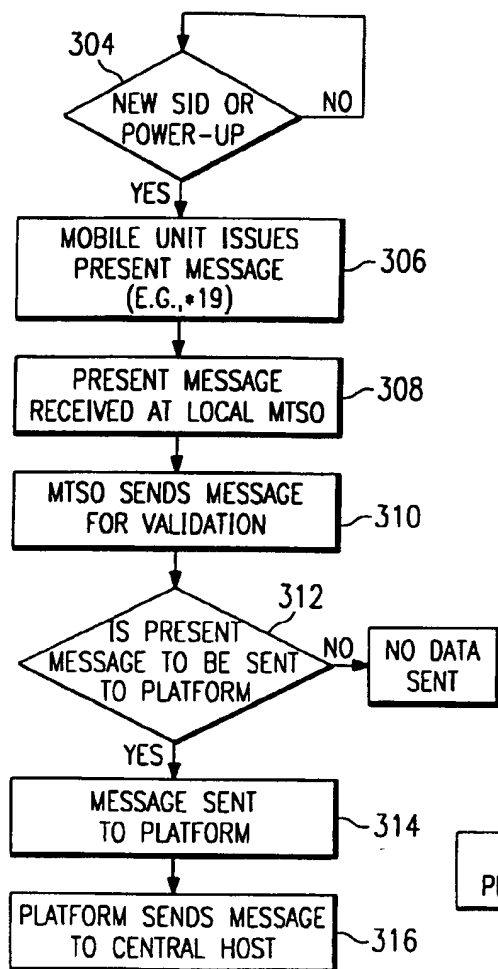 304
NEW SID OR
POWER-UP
NO
YES
MOBILE UNIT ISSUES
PRESENT MESSAGE
(E.G.,*19)
306
PRESENT MESSAGE
RECEIVED AT LOCAL MTSO
308
MTSO SENDS MESSAGE
FOR VALIDATION
310
312
IS PRESENT
MESSAGE TO BE SENT
TO PLATFORM
NO
NO DATA
SENT
YES
MESSAGE SENT
TO PLATFORM
314
PLATFORM SENDS MESSAGE
TO CENTRAL HOST
316